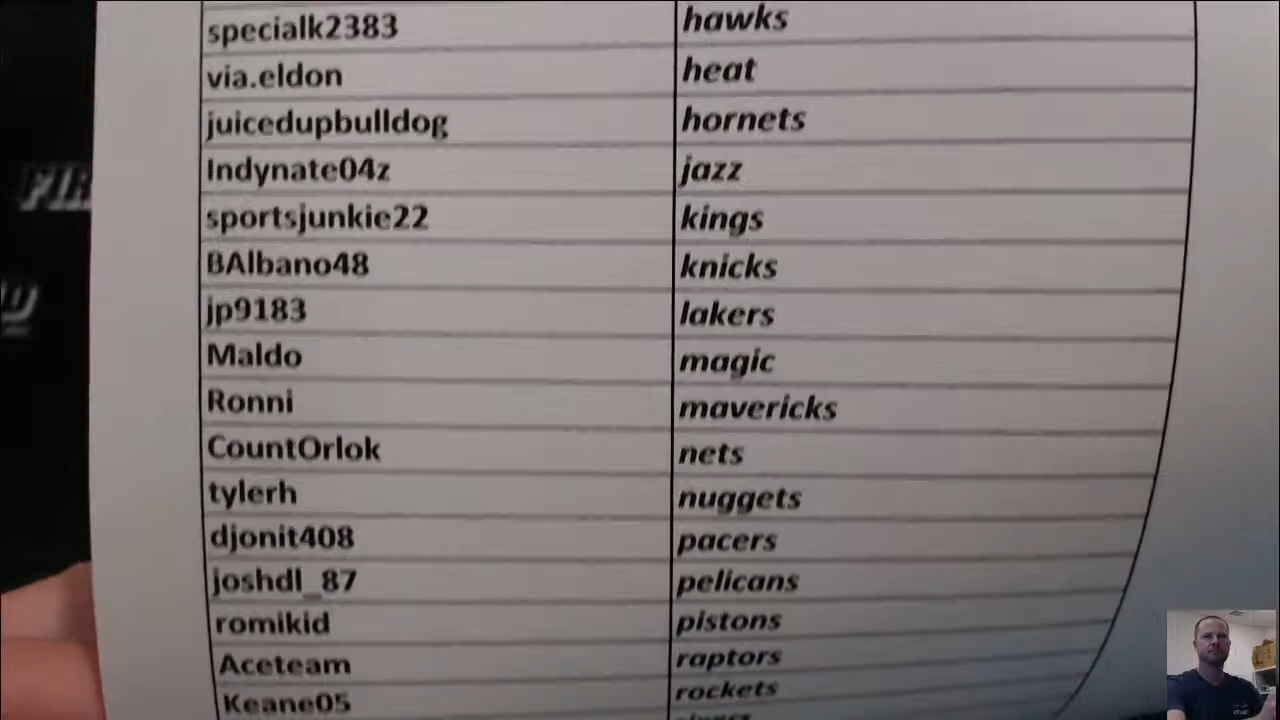 specialk2383 hawks
via.eldon heat
juicedupbulldog hornets
Indynate04z jazz
sportsjunkie22 kings
BAlbano48 knicks
jp9183 lakers
Maldo magic
Ronni mavericks
CountOrlok nets
tylerh nuggets
djonit408 pacers
joshdl_87 pelicans
romikid pistons
Aceteam raptors
Keane05 rockets